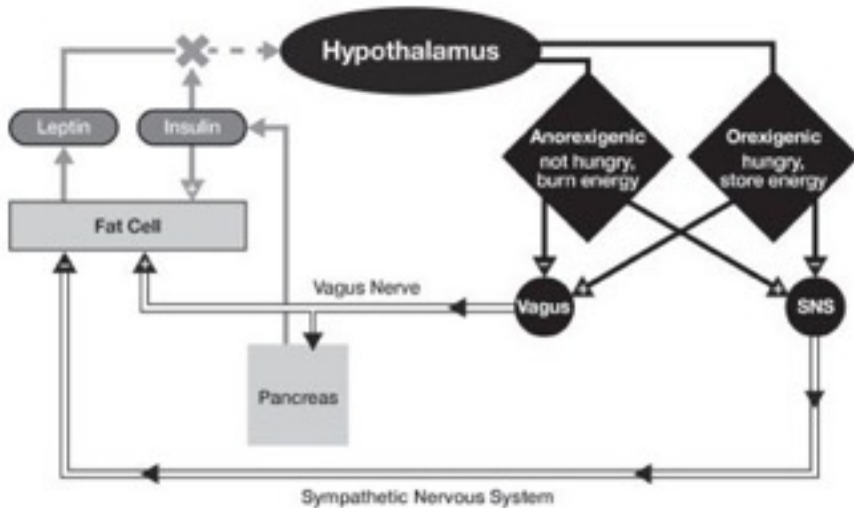 Hypothalamus
Leptin
Insulin
Anorexigenic
not hungry,
burn energy
Orexigenic
hungry,
store energy
Fat Cell
Vagus Nerve
Vagus
SNS
Pancreas
Sympathetic Nervous System